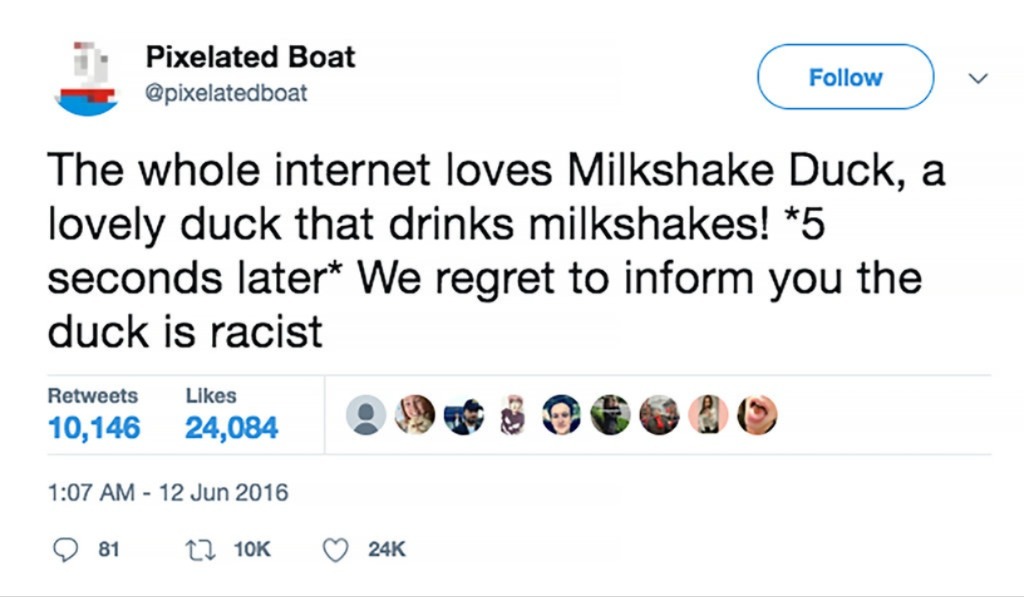 Pixelated Boat
@pixelatedboat
Follow
The whole internet loves Milkshake Duck, a
lovely duck that drinks milkshakes! *5
seconds later* We regret to inform you the
duck is racist
Retweets Likes
10,146 24,084
1:07 AM - 12 Jun 2016
81 10K 24K